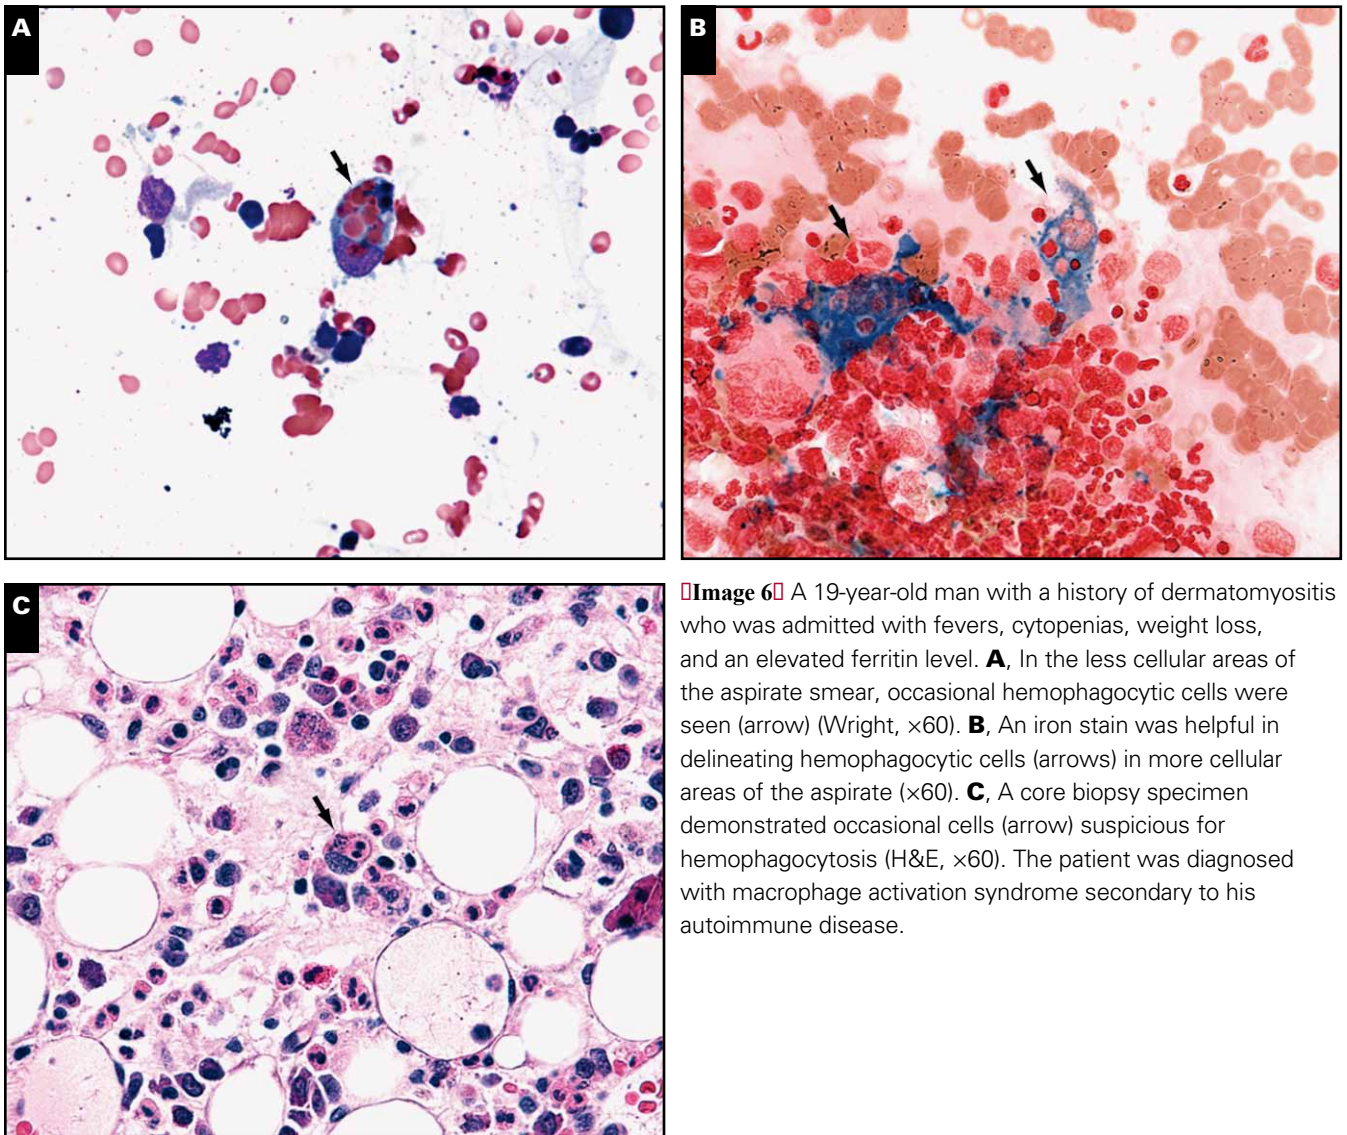 A
B
C
Image 6 A 19-year-old man with a history of dermatomyositis
who was admitted with fevers, cytopenias, weight loss,
and an elevated ferritin level. A, In the less cellular areas of
the aspirate smear, occasional hemophagocytic cells were
seen (arrow) (Wright, ×60). B, An iron stain was helpful in
delineating hemophagocytic cells (arrows) in more cellular
areas of the aspirate (×60). C, A core biopsy specimen
demonstrated occasional cells (arrow) suspicious for
hemophagocytosis (H&E, ×60). The patient was diagnosed
with macrophage activation syndrome secondary to his
autoimmune disease.